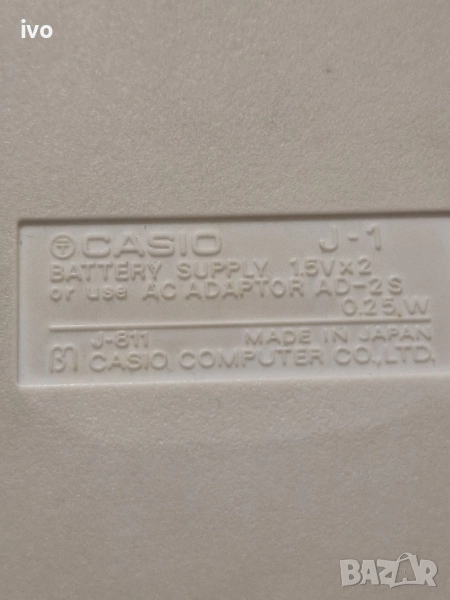 ivo
CASIO J-1
BATTERY SUPPLY 1.5V×2
or use AC ADAPTOR AD-2S
0.25W
J-811 MADE IN JAPAN
CASIO COMPUTER CO., LTD.
BAZAR